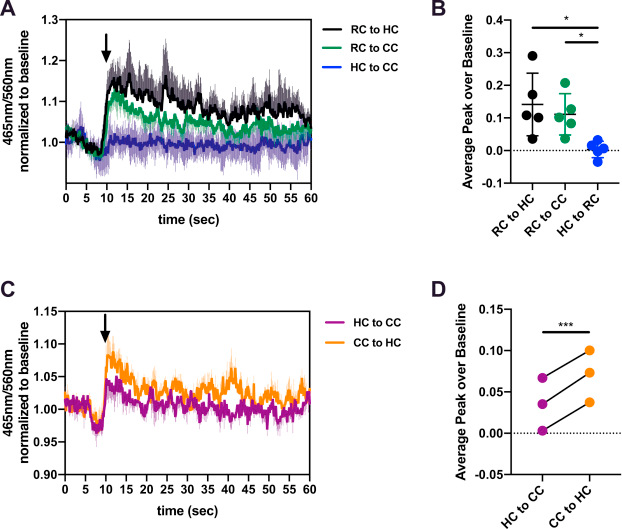 A
465nm/560nm
normalized to baseline
1.3
1.2
1.1
1.0
0 5 10 15 20 25 30 35 40 45 50 55 60
time (sec)
RC to HC
RC to CC
HC to CC
B
Average Peak over Baseline
0.4
0.3
0.2
0.1
0.0
-0.1
*
*
RC to HC
RC to CC
HC to RC
C
465nm/560nm
normalized to baseline
1.15
1.10
1.05
1.00
0.95
0.90
0 5 10 15 20 25 30 35 40 45 50 55 60
time (sec)
HC to CC
CC to HC
D
Average Peak over Baseline
0.15
0.10
0.05
0.00
-0.05
***
HC to CC
CC to HC